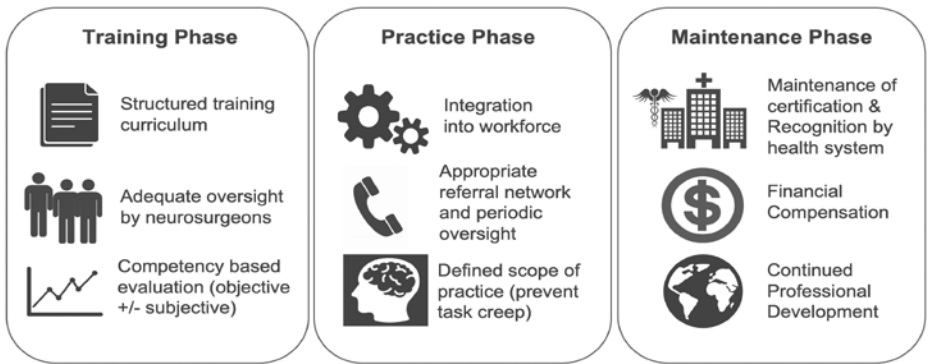 Training Phase
Structured training
curriculum
Adequate oversight
by neurosurgeons
Competency based
evaluation (objective
+/- subjective)
Practice Phase
Integration
into workforce
Appropriate
referral network
and periodic
oversight
Defined scope of
practice (prevent
task creep)
Maintenance Phase
Maintenance of
certification &
Recognition by
health system
Financial
Compensation
Continued
Professional
Development